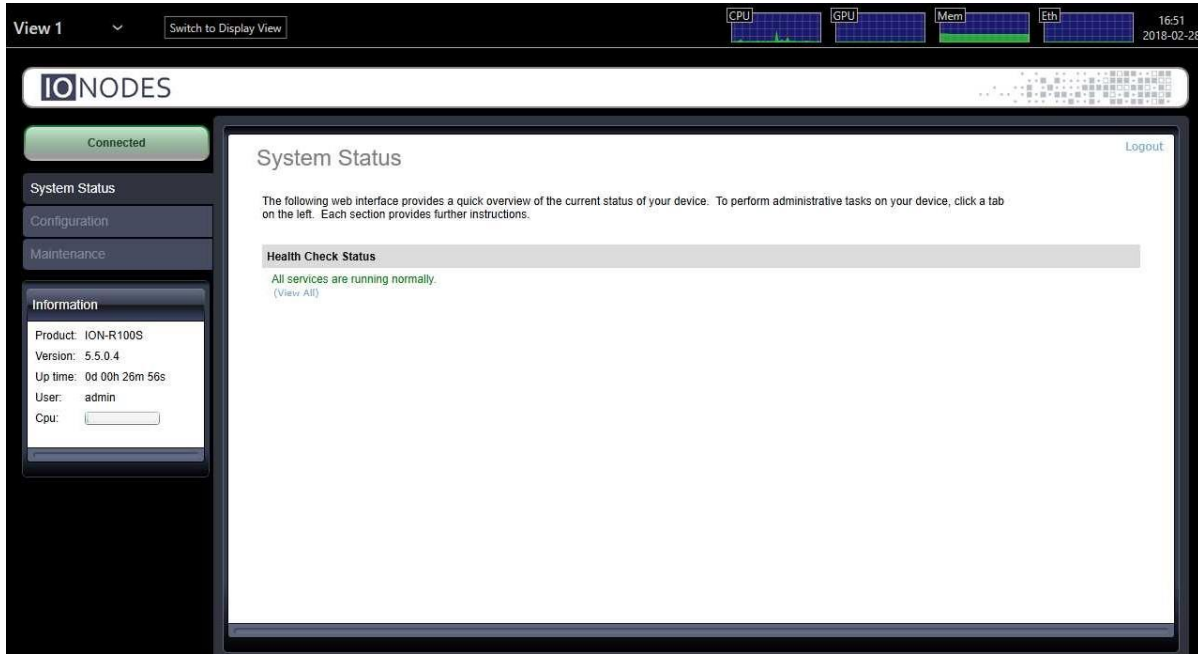 View 1
Switch to Display View
CPU
GPU
Mem
Eth
16:51
2018-02-28
IONODES
Connected
System Status
Configuration
Maintenance
Information
Product: ION-R100S
Version: 5.5.0.4
Up time: 0d 00h 26m 56s
User: admin
Cpu:
Logout
System Status
The following web interface provides a quick overview of the current status of your device. To perform administrative tasks on your device, click a tab
on the left. Each section provides further instructions.
Health Check Status
All services are running normally.
(View All)